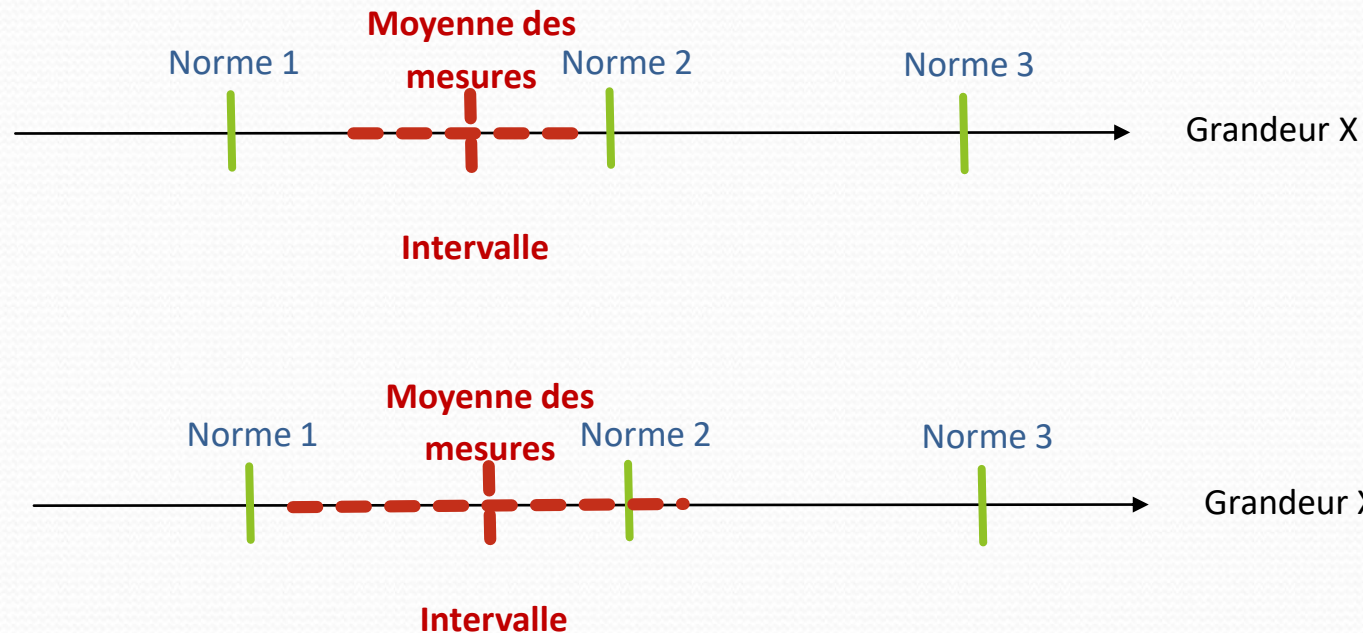 Moyenne des
mesures
Norme 1
Norme 2
Norme 3
Grandeur X
Intervalle
Moyenne des
mesures
Norme 1
Norme 2
Norme 3
Grandeur X
Intervalle